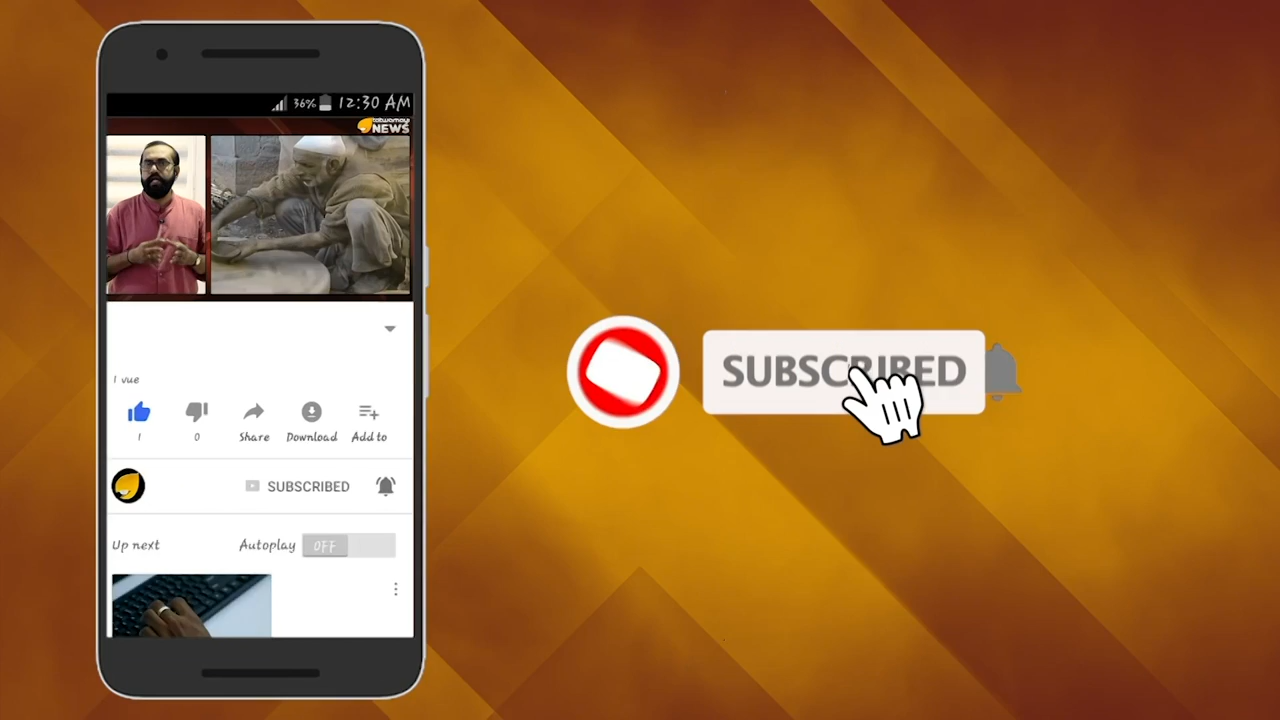 36% 12:30 AM
tatwamayi
NEWS
1 vue
1
0
Share
Download
Add to
SUBSCRIBED
Up next
Autoplay
OFF
SUBSCRIBED